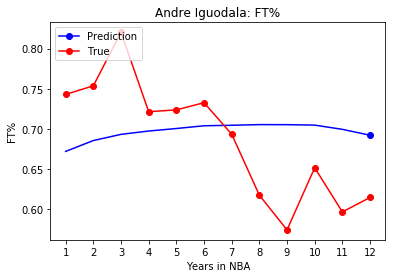 Andre Iguodala: FT%
Prediction
True
0.80
0.75
0.70
0.65
0.60
FT%
1 2 3 4 5 6 7 8 9 10 11 12
Years in NBA